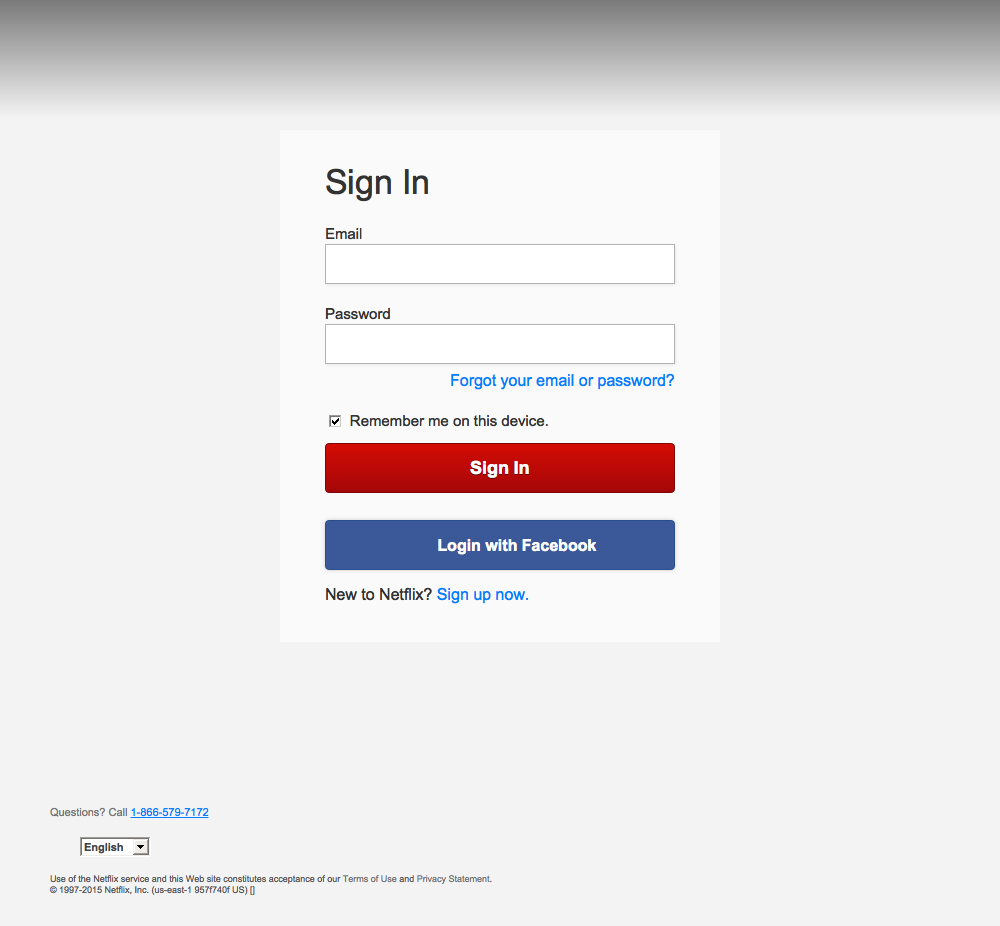 Sign In
Email
Password
Forgot your email or password?
Remember me on this device.
Sign In
Login with Facebook
New to Netflix? Sign up now.
Questions? Call 1-866-579-7172
English
Use of the Netflix service and this Web site constitutes acceptance of our Terms of Use and Privacy Statement.
© 1997-2015 Netflix, Inc. (us-east-1 957f740f US) []